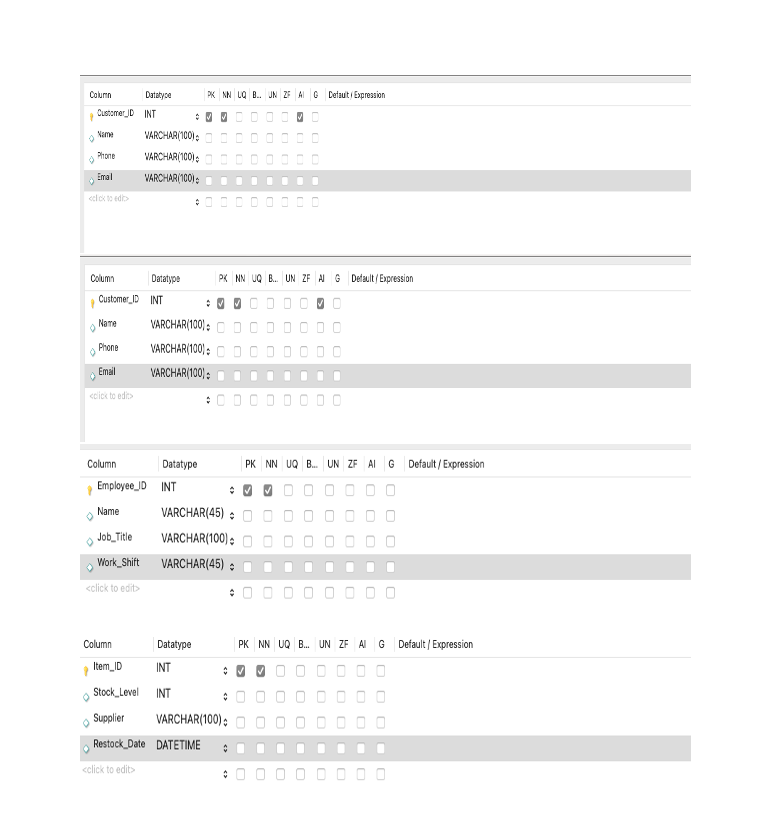 Column Datatype PK NN UQ B... UN ZF AI G Default / Expression
Customer_ID INT
Name VARCHAR(100)
Phone VARCHAR(100)
Email VARCHAR(100)
<click to edit>
Column Datatype PK NN UQ B... UN ZF AI G Default / Expression
Customer_ID INT
Name VARCHAR(100)
Phone VARCHAR(100)
Email VARCHAR(100)
<click to edit>
Column Datatype PK NN UQ B... UN ZF AI G Default / Expression
Employee_ID INT
Name VARCHAR(45)
Job_Title VARCHAR(100)
Work_Shift VARCHAR(45)
<click to edit>
Column Datatype PK NN UQ B... UN ZF AI G Default / Expression
Item_ID INT
Stock_Level INT
Supplier VARCHAR(100)
Restock_Date DATETIME
<click to edit>